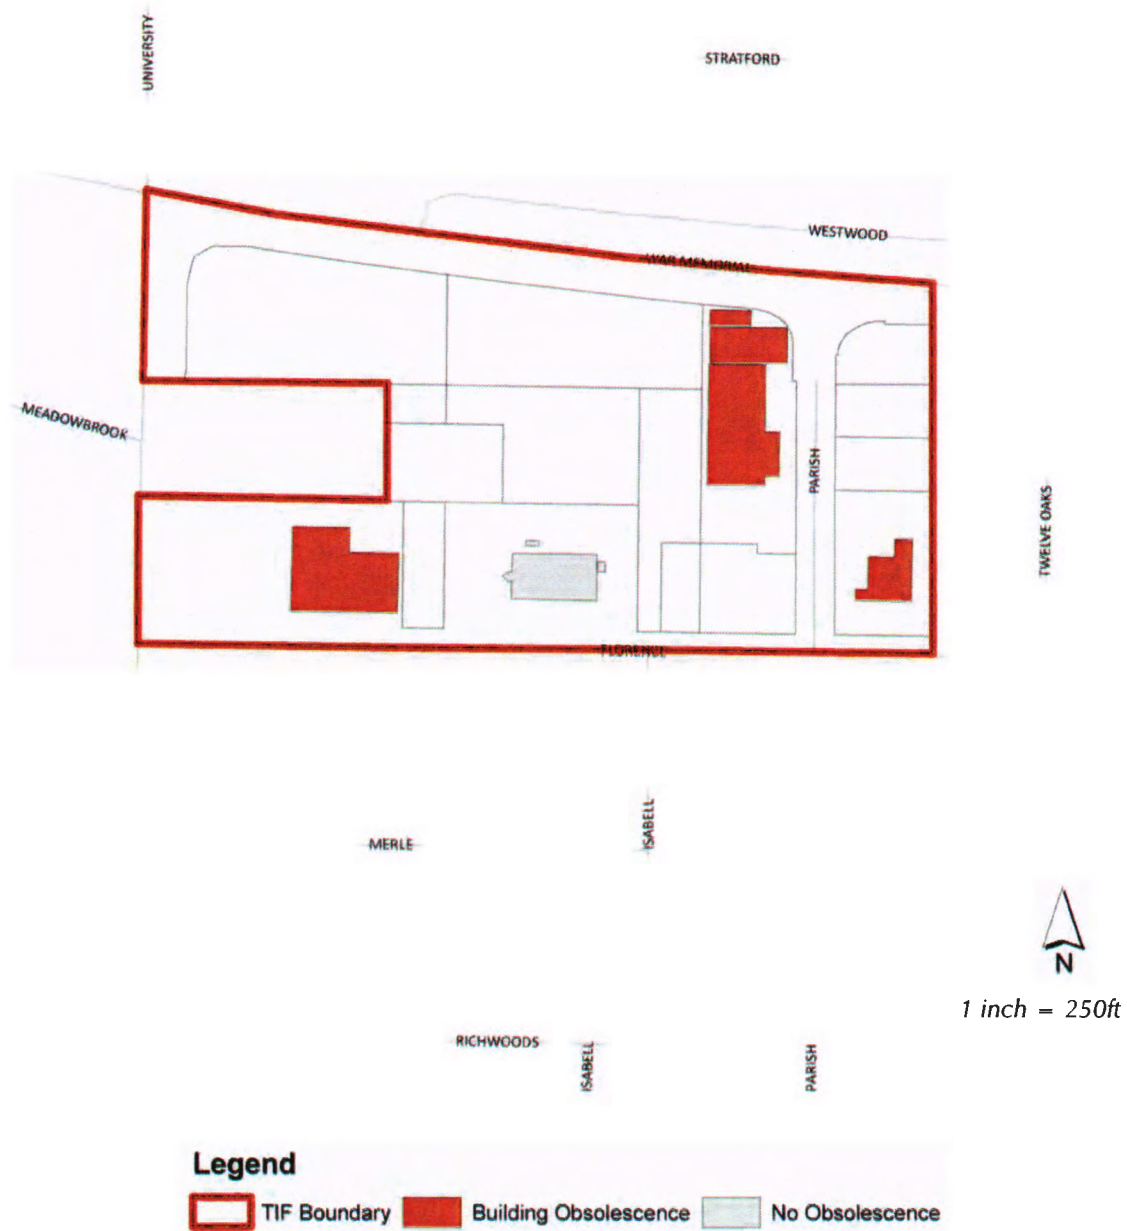 UNIVERSITY
STRATFORD
WESTWOOD
WAR MEMORIAL
MEADOWBROOK
PARISH
TWELVE OAKS
FLORENCE
MERLE
ISABELL
N
1 inch = 250ft
RICHWOODS
ISABELL
PARISH
Legend
TIF Boundary Building Obsolescence No Obsolescence